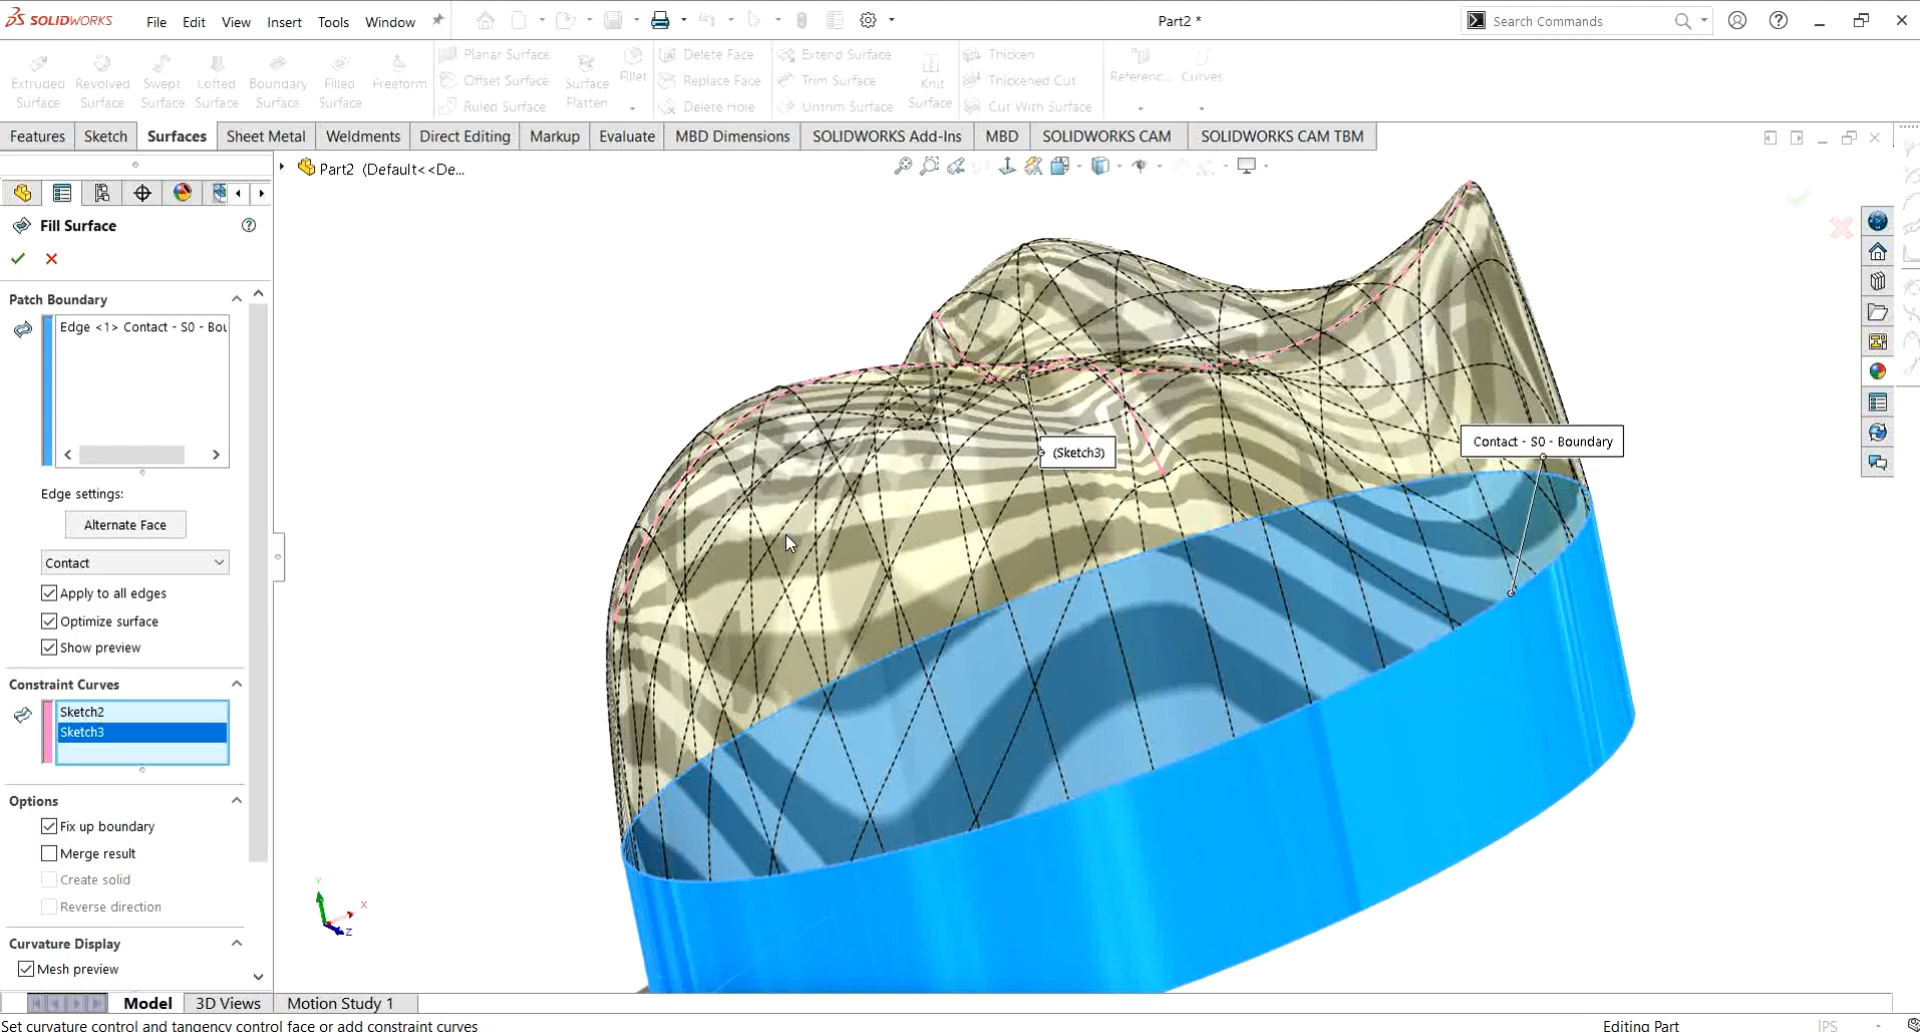 SOLIDWORKS File Edit View Insert Tools Window Part2 * Search Commands
Extruded Surface Revolved Surface Swept Surface Lofted Surface Boundary Surface Filled Surface Freeform
Planar Surface Offset Surface Ruled Surface
Surface Flatten Fillet
Delete Face Replace Face Delete Hole
Extend Surface Trim Surface Untrim Surface
Knit Surface
Thicken Thickened Cut Cut With Surface
Referenc... Curves
Features Sketch Surfaces Sheet Metal Weldments Direct Editing Markup Evaluate MBD Dimensions SOLIDWORKS Add-Ins MBD SOLIDWORKS CAM SOLIDWORKS CAM TBM
Part2 (Default<<De...
Fill Surface
Patch Boundary
Edge <1> Contact - S0 - Bou
Edge settings:
Alternate Face
Contact
Apply to all edges
Optimize surface
Show preview
Constraint Curves
Sketch2
Sketch3
Options
Fix up boundary
Merge result
Create solid
Reverse direction
Curvature Display
Mesh preview
(Sketch3)
Contact - S0 - Boundary
Y
X
Z
Model 3D Views Motion Study 1
Set curvature control and tangency control face or add constraint curves Editing Part IPS